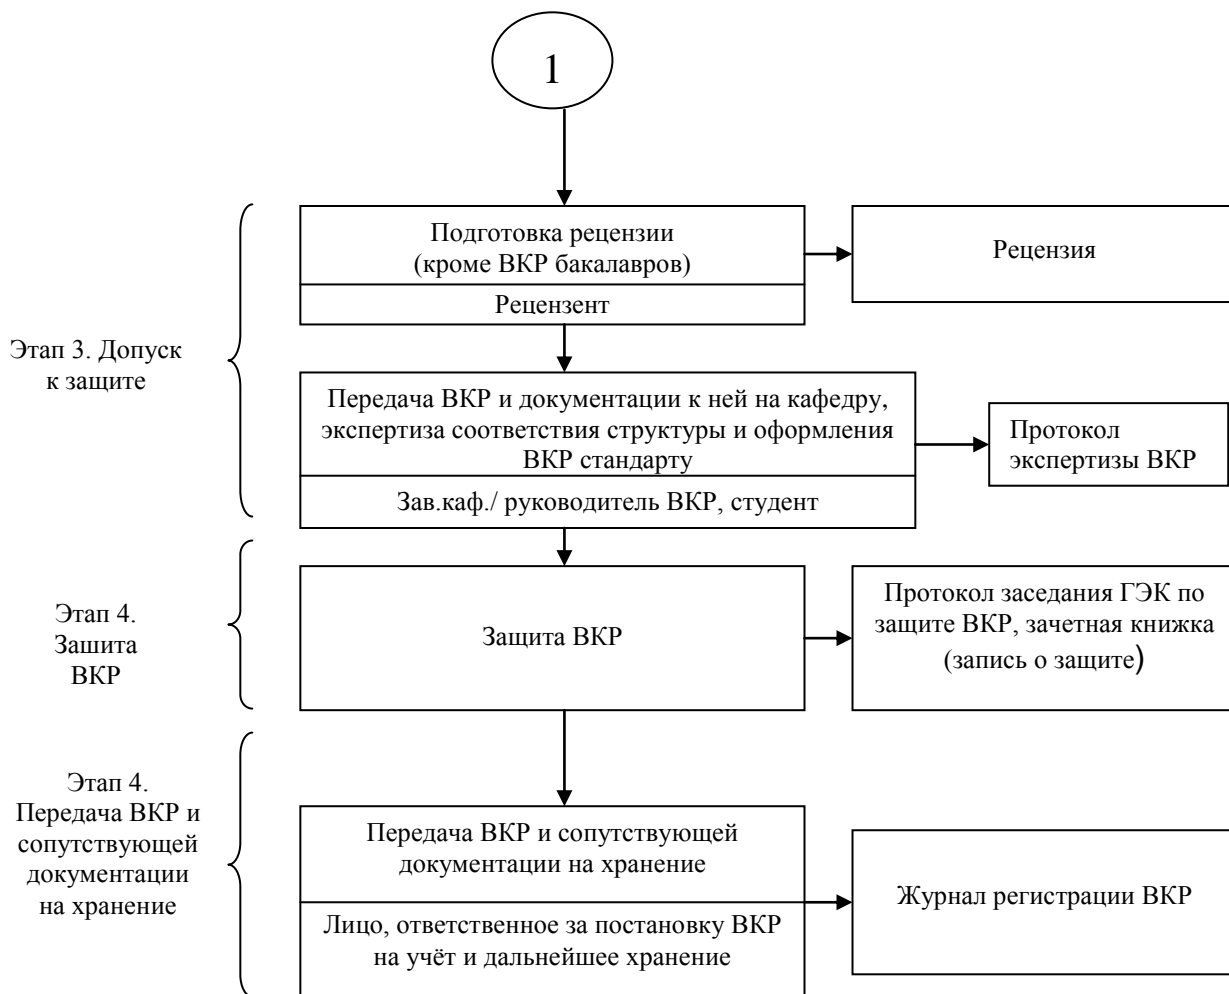 1
Подготовка рецензии
(кроме ВКР бакалавров)
Рецензент
Рецензия
Этап 3. Допуск
к защите
Передача ВКР и документации к ней на кафедру,
экспертиза соответствия структуры и оформления
ВКР стандарту
Зав.каф./ руководитель ВКР, студент
Протокол
экспертизы ВКР
Этап 4.
Зашита
ВКР
Защита ВКР
Протокол заседания ГЭК по
защите ВКР, зачетная книжка
(запись о защите)
Этап 4.
Передача ВКР и
сопутствующей
документации
на хранение
Передача ВКР и сопутствующей
документации на хранение
Лицо, ответственное за постановку ВКР
на учёт и дальнейшее хранение
Журнал регистрации ВКР